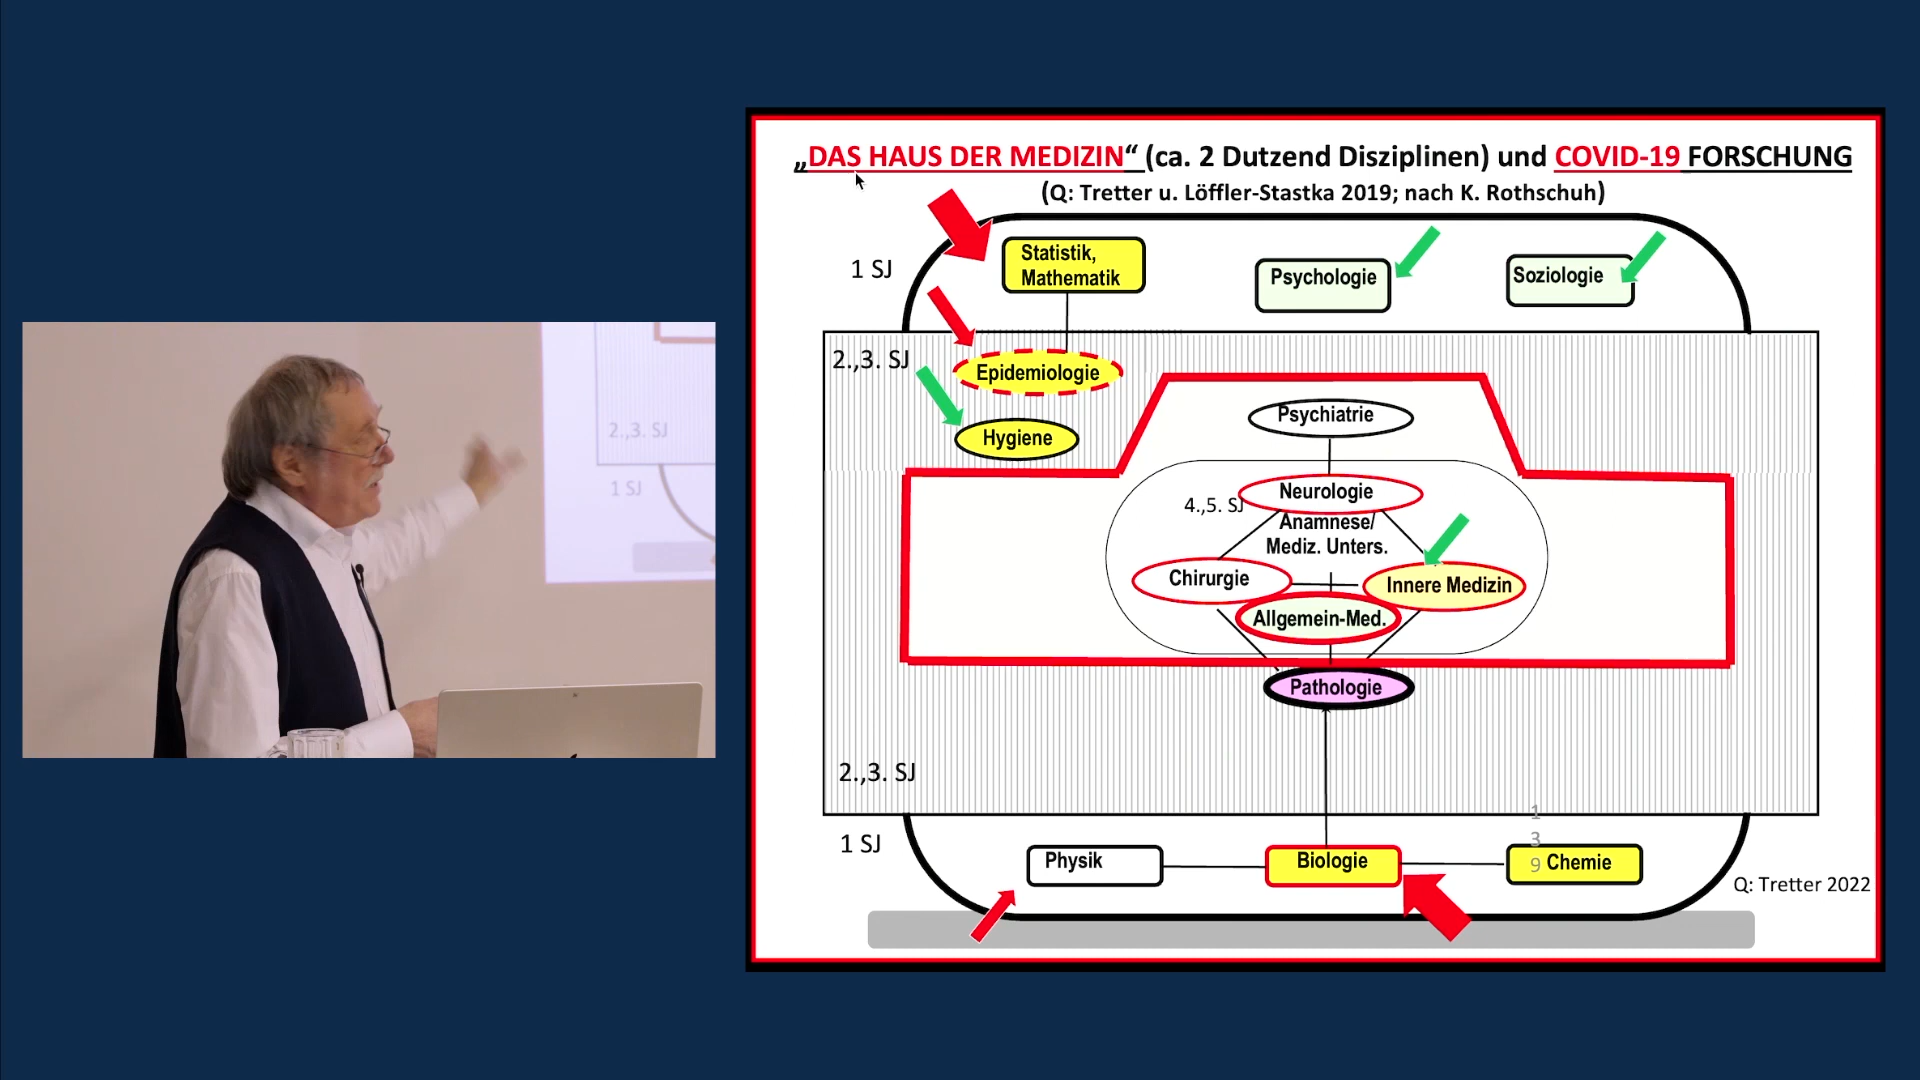 „DAS HAUS DER MEDIZIN“ (ca. 2 Dutzend Disziplinen) und COVID-19 FORSCHUNG
(Q: Tretter u. Löffler-Stastka 2019; nach K. Rothschuh)
1 SJ
Statistik,
Mathematik
Psychologie
Soziologie
2.,3. SJ
Epidemiologie
Hygiene
Psychiatrie
4.,5. SJ
Neurologie
Anamnese/
Mediz. Unters.
Chirurgie
Innere Medizin
Allgemein-Med.
Pathologie
2.,3. SJ
1 SJ
Physik
Biologie
Chemie
1
3
9
Q: Tretter 2022
2.,3. SJ
1 SJ